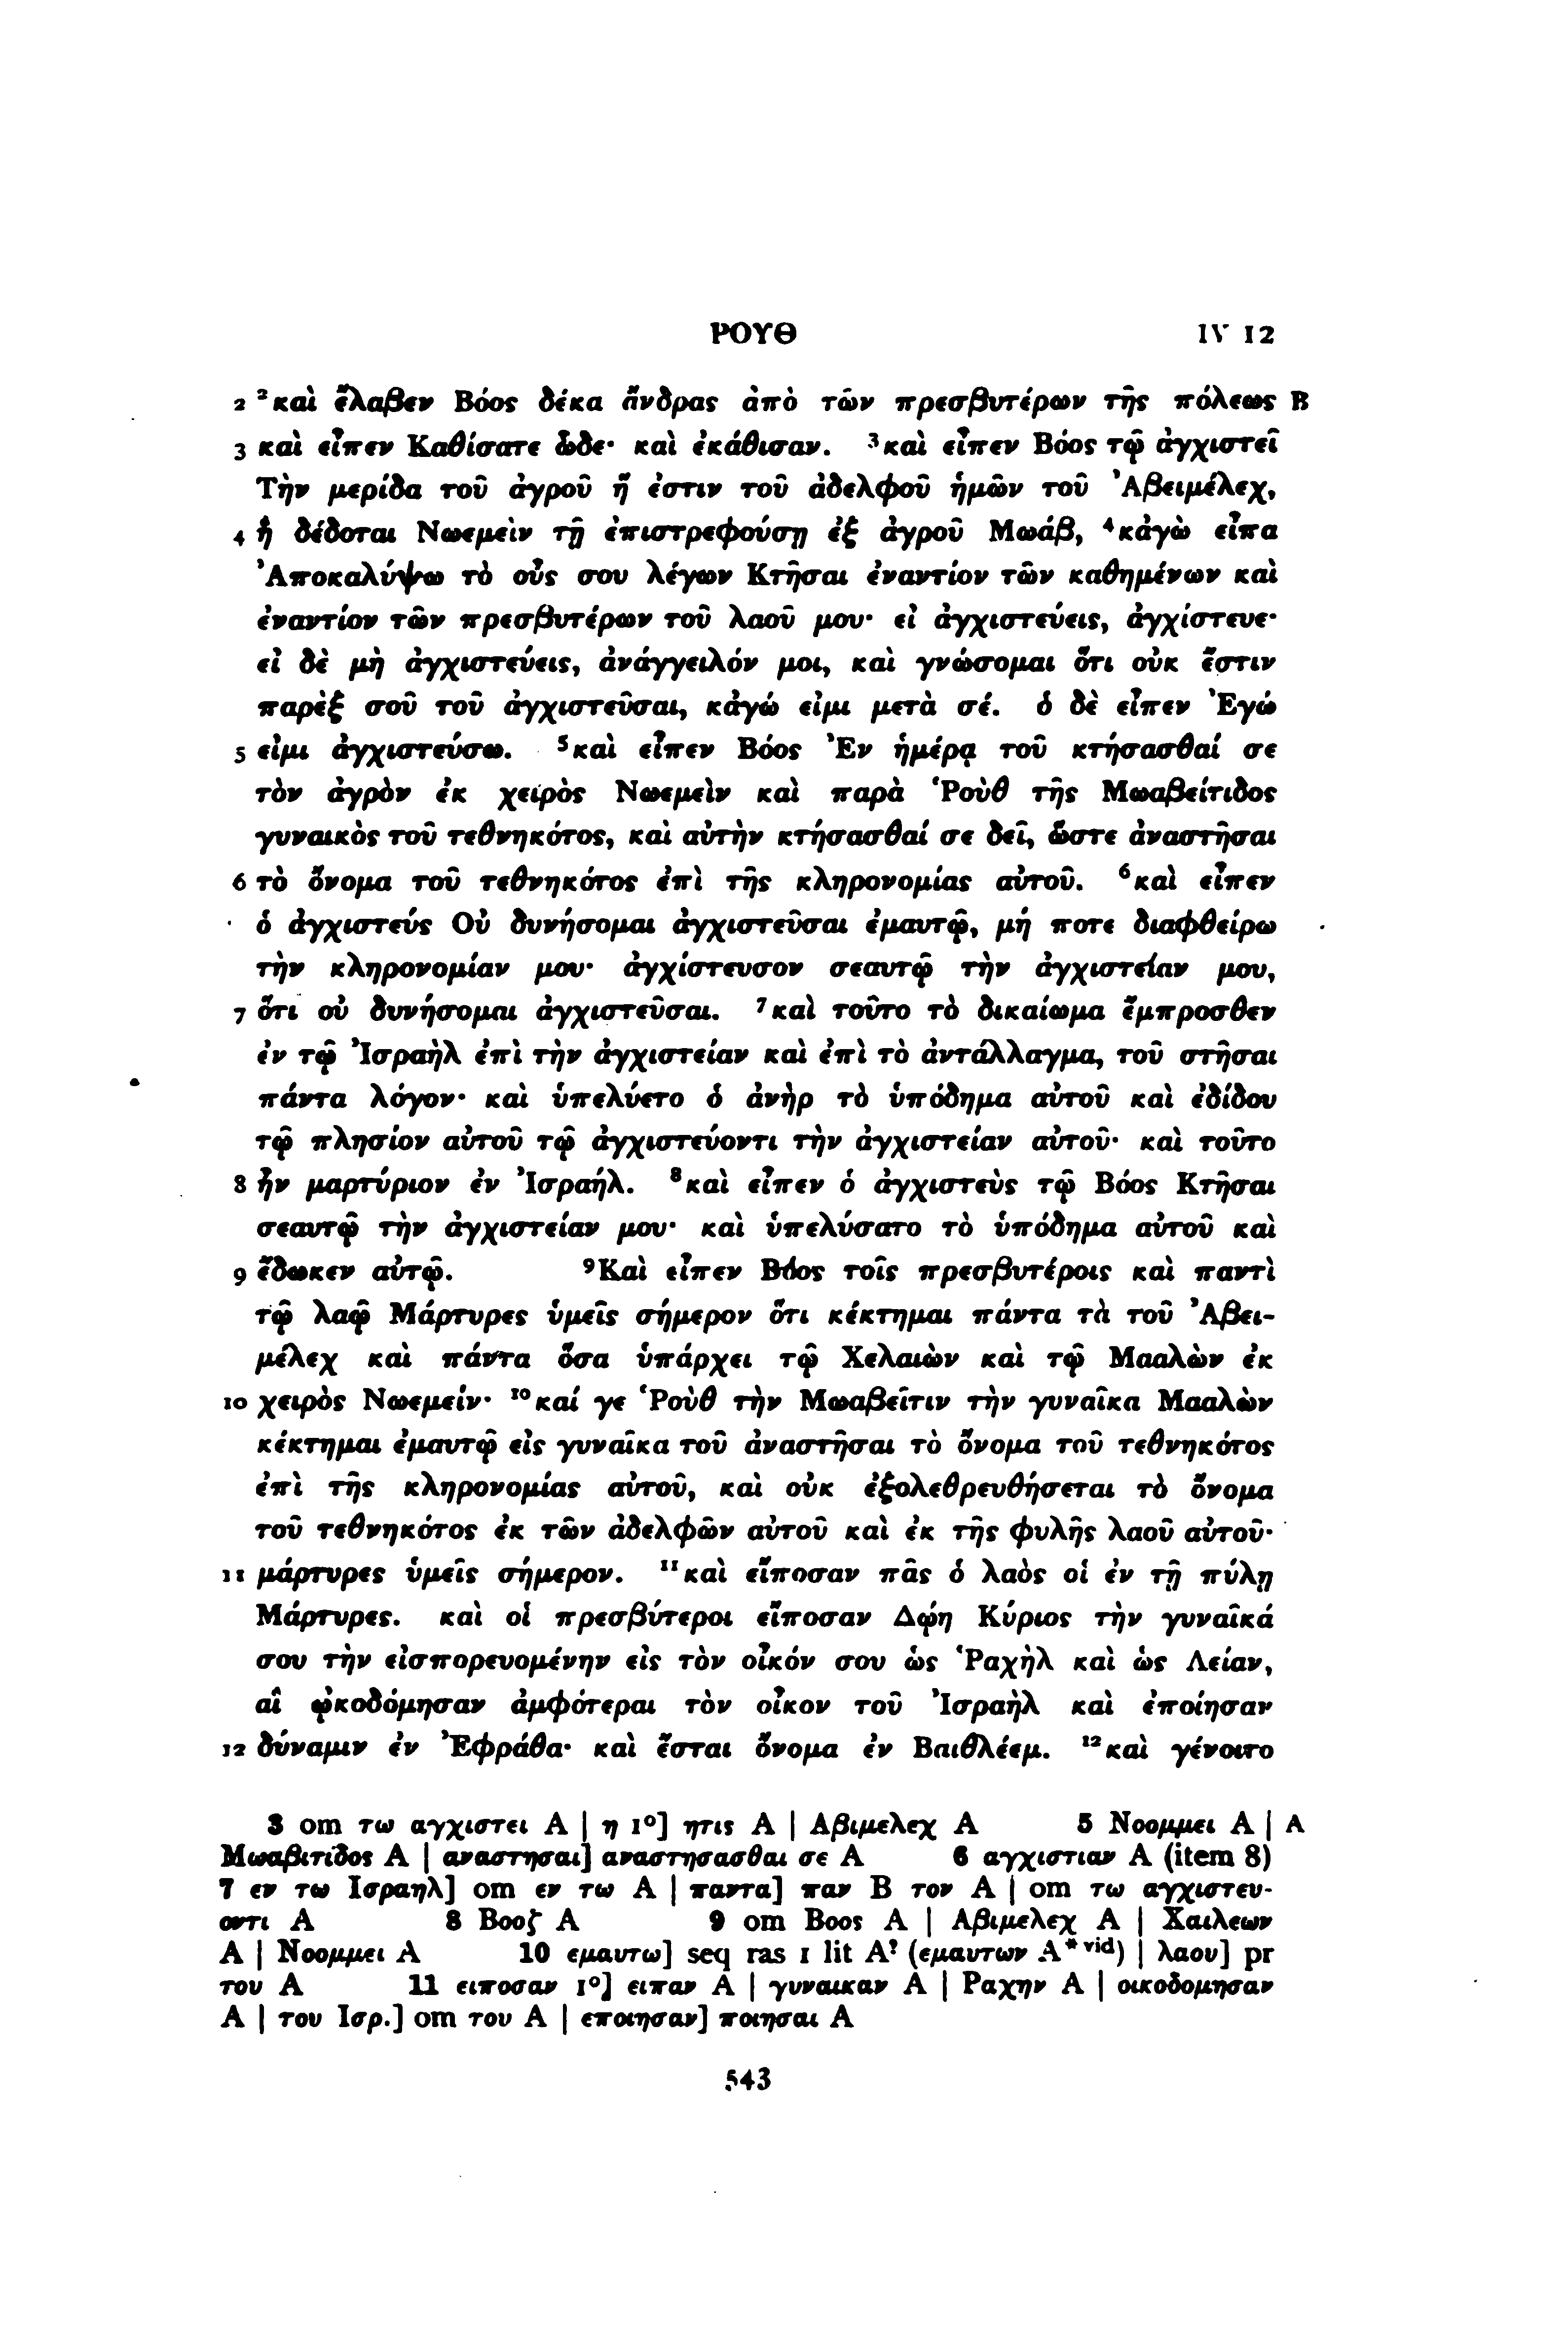 ΡΟΥΘ IV 12
2 ²καὶ ἔλαβεν Βόος δέκα ἄνδρας ἀπὸ τῶν πρεσβυτέρων τῆς πόλεως B
3 καὶ εἶπεν Καθίσατε ὧδε· καὶ ἐκάθισαν. ³καὶ εἶπεν Βόος τῷ ἀγχιστεῖ
Τὴν μερίδα τοῦ ἀγροῦ ἥ ἐστιν τοῦ ἀδελφοῦ ἡμῶν τοῦ Ἀβειμέλεχ,
4 ἣ δέδοται Νωεμεὶν τῇ ἐπιστρεφούσῃ ἐξ ἀγροῦ Μωάβ, ⁴κἀγὼ εἶπα
Ἀποκαλύψω τὸ οὖς σου λέγων Κτῆσαι ἐναντίον τῶν καθημένων καὶ
ἐναντίον τῶν πρεσβυτέρων τοῦ λαοῦ μου· εἰ ἀγχιστεύεις, ἀγχίστευε·
εἰ δὲ μὴ ἀγχιστεύεις, ἀνάγγειλόν μοι, καὶ γνώσομαι ὅτι οὐκ ἔστιν
παρὲξ σοῦ τοῦ ἀγχιστεῦσαι, κἀγώ εἰμι μετὰ σέ. ὁ δὲ εἶπεν Ἐγώ
5 εἰμι ἀγχιστεύσω. ⁵καὶ εἶπεν Βόος Ἐν ἡμέρᾳ τοῦ κτήσασθαί σε
τὸν ἀγρὸν ἐκ χειρὸς Νωεμεὶν καὶ παρὰ Ῥοὺθ τῆς Μωαβείτιδος
γυναικὸς τοῦ τεθνηκότος, καὶ αὐτὴν κτήσασθαί σε δεῖ, ὥστε ἀναστῆσαι
6 τὸ ὄνομα τοῦ τεθνηκότος ἐπὶ τῆς κληρονομίας αὐτοῦ. ⁶καὶ εἶπεν
ὁ ἀγχιστεύς Οὐ δυνήσομαι ἀγχιστεῦσαι ἐμαυτῷ, μή ποτε διαφθείρω
τὴν κληρονομίαν μου· ἀγχίστευσον σεαυτῷ τὴν ἀγχιστείαν μου,
7 ὅτι οὐ δυνήσομαι ἀγχιστεῦσαι. ⁷καὶ τοῦτο τὸ δικαίωμα ἔμπροσθεν
ἐν τῷ Ἰσραὴλ ἐπὶ τὴν ἀγχιστείαν καὶ ἐπὶ τὸ ἀντάλλαγμα, τοῦ στῆσαι
πάντα λόγον· καὶ ὑπελύετο ὁ ἀνὴρ τὸ ὑπόδημα αὐτοῦ καὶ ἐδίδου
τῷ πλησίον αὐτοῦ τῷ ἀγχιστεύοντι τὴν ἀγχιστείαν αὐτοῦ· καὶ τοῦτο
8 ἦν μαρτύριον ἐν Ἰσραήλ. ⁸καὶ εἶπεν ὁ ἀγχιστεὺς τῷ Βόος Κτῆσαι
σεαυτῷ τὴν ἀγχιστείαν μου· καὶ ὑπελύσατο τὸ ὑπόδημα αὐτοῦ καὶ
9 ἔδωκεν αὐτῷ. ⁹Καὶ εἶπεν Βόος τοῖς πρεσβυτέροις καὶ παντὶ
τῷ λαῷ Μάρτυρες ὑμεῖς σήμερον ὅτι κέκτημαι πάντα τὰ τοῦ Ἀβει-
μέλεχ καὶ πάντα ὅσα ὑπάρχει τῷ Χελαιὼν καὶ τῷ Μααλὼν ἐκ
10 χειρὸς Νωεμείν· ¹⁰καί γε Ῥοὺθ τὴν Μωαβεῖτιν τὴν γυναῖκα Μααλὼν
κέκτημαι ἐμαυτῷ εἰς γυναῖκα τοῦ ἀναστῆσαι τὸ ὄνομα τοῦ τεθνηκότος
ἐπὶ τῆς κληρονομίας αὐτοῦ, καὶ οὐκ ἐξολεθρευθήσεται τὸ ὄνομα
τοῦ τεθνηκότος ἐκ τῶν ἀδελφῶν αὐτοῦ καὶ ἐκ τῆς φυλῆς λαοῦ αὐτοῦ·
11 μάρτυρες ὑμεῖς σήμερον. ¹¹καὶ εἴποσαν πᾶς ὁ λαὸς οἱ ἐν τῇ πύλῃ
Μάρτυρες. καὶ οἱ πρεσβύτεροι εἴποσαν Δῴη Κύριος τὴν γυναῖκά
σου τὴν εἰσπορευομένην εἰς τὸν οἶκόν σου ὡς Ῥαχὴλ καὶ ὡς Λείαν,
αἳ ᾠκοδόμησαν ἀμφότεραι τὸν οἶκον τοῦ Ἰσραὴλ καὶ ἐποίησαν
12 δύναμιν ἐν Ἐφράθα· καὶ ἔσται ὄνομα ἐν Βαιθλέεμ. ¹²καὶ γένοιτο
3 om τω αγχιστει A | η 1º] ητις A | Αβιμελεχ A 5 Νοομμει A | A
Μωαβιτιδος A | αναστησαι] αναστησασθαι σε A 6 αγχιστιαν A (item 8)
7 εν τω Ισραηλ] om εν τω A | παντα] παν B τον A | om τω αγχιστευ-
οντι A 8 Βοοζ A 9 om Βοος A | Αβιμελεχ A | Χαιλεων
A | Νοομμει A 10 εμαυτω] seq ras 1 lit A? (εμαυτων A*vid) | λαου] pr
του A 11 ειποσαν 1º] ειπαν A | γυναικαν A | Ραχην A | οικοδομησαν
A | του Ισρ.] om του A | εποιησαν] ποιησαι A
543